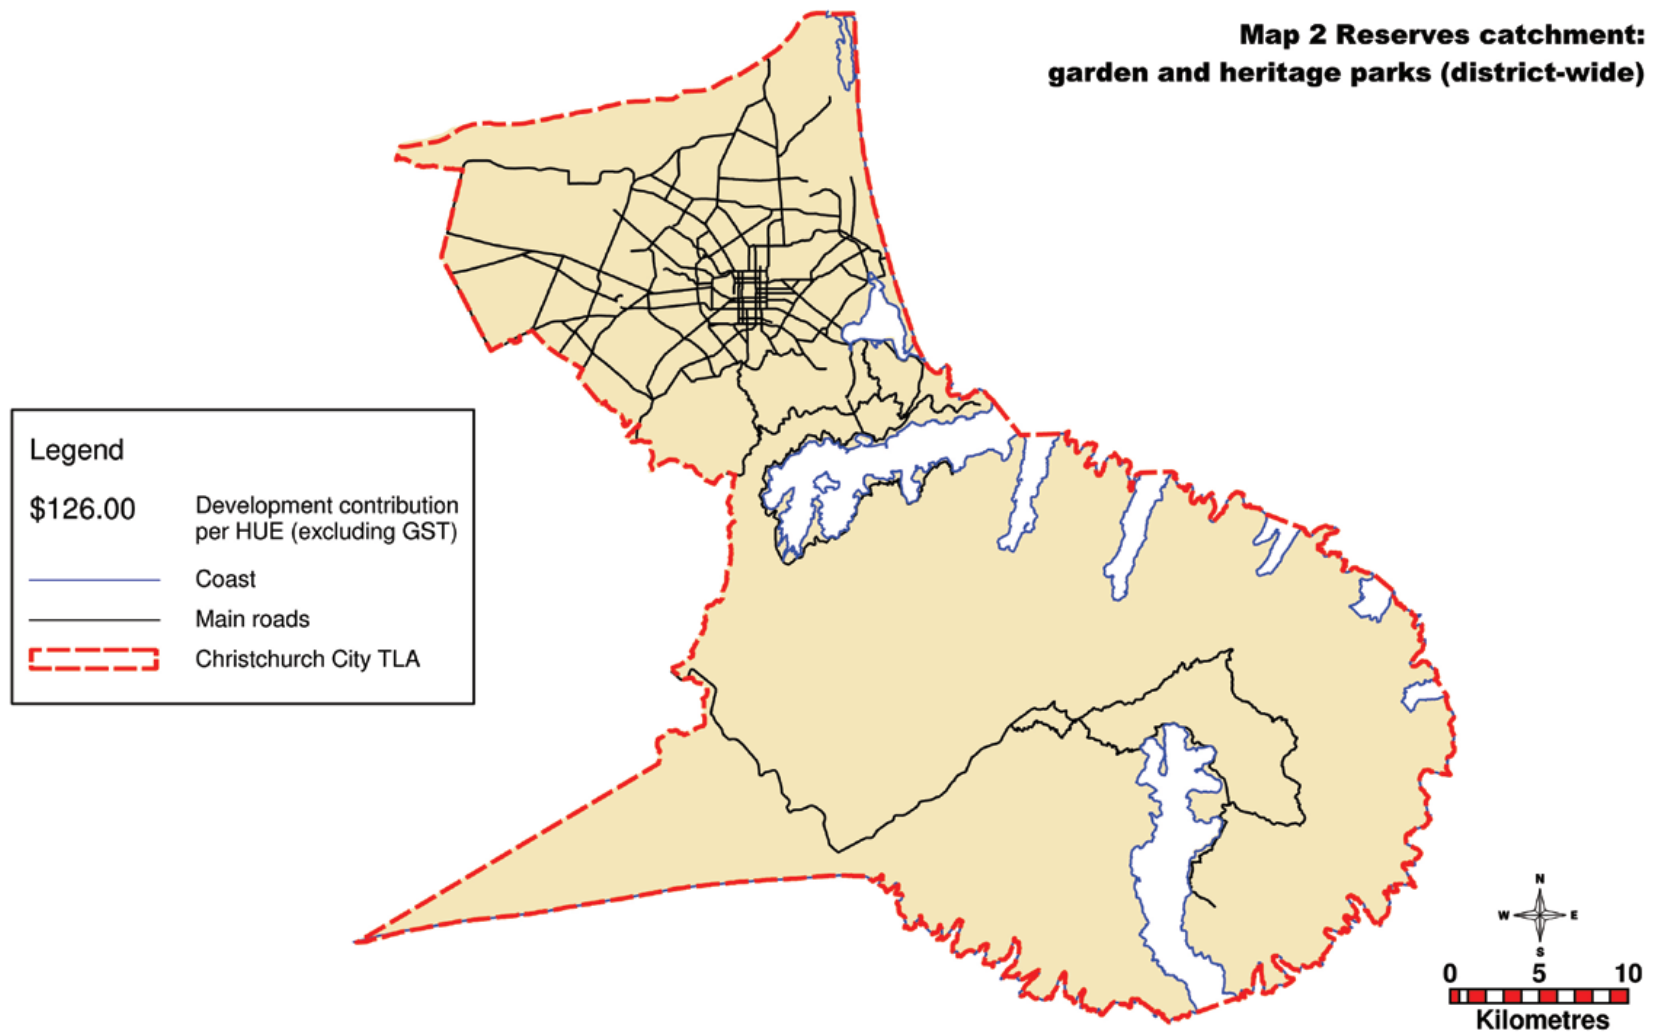 Map 2 Reserves catchment:
garden and heritage parks (district-wide)
Legend
$126.00
Development contribution
per HUE (excluding GST)
Coast
Main roads
Christchurch City TLA
N
W E
S
0 5 10
Kilometres